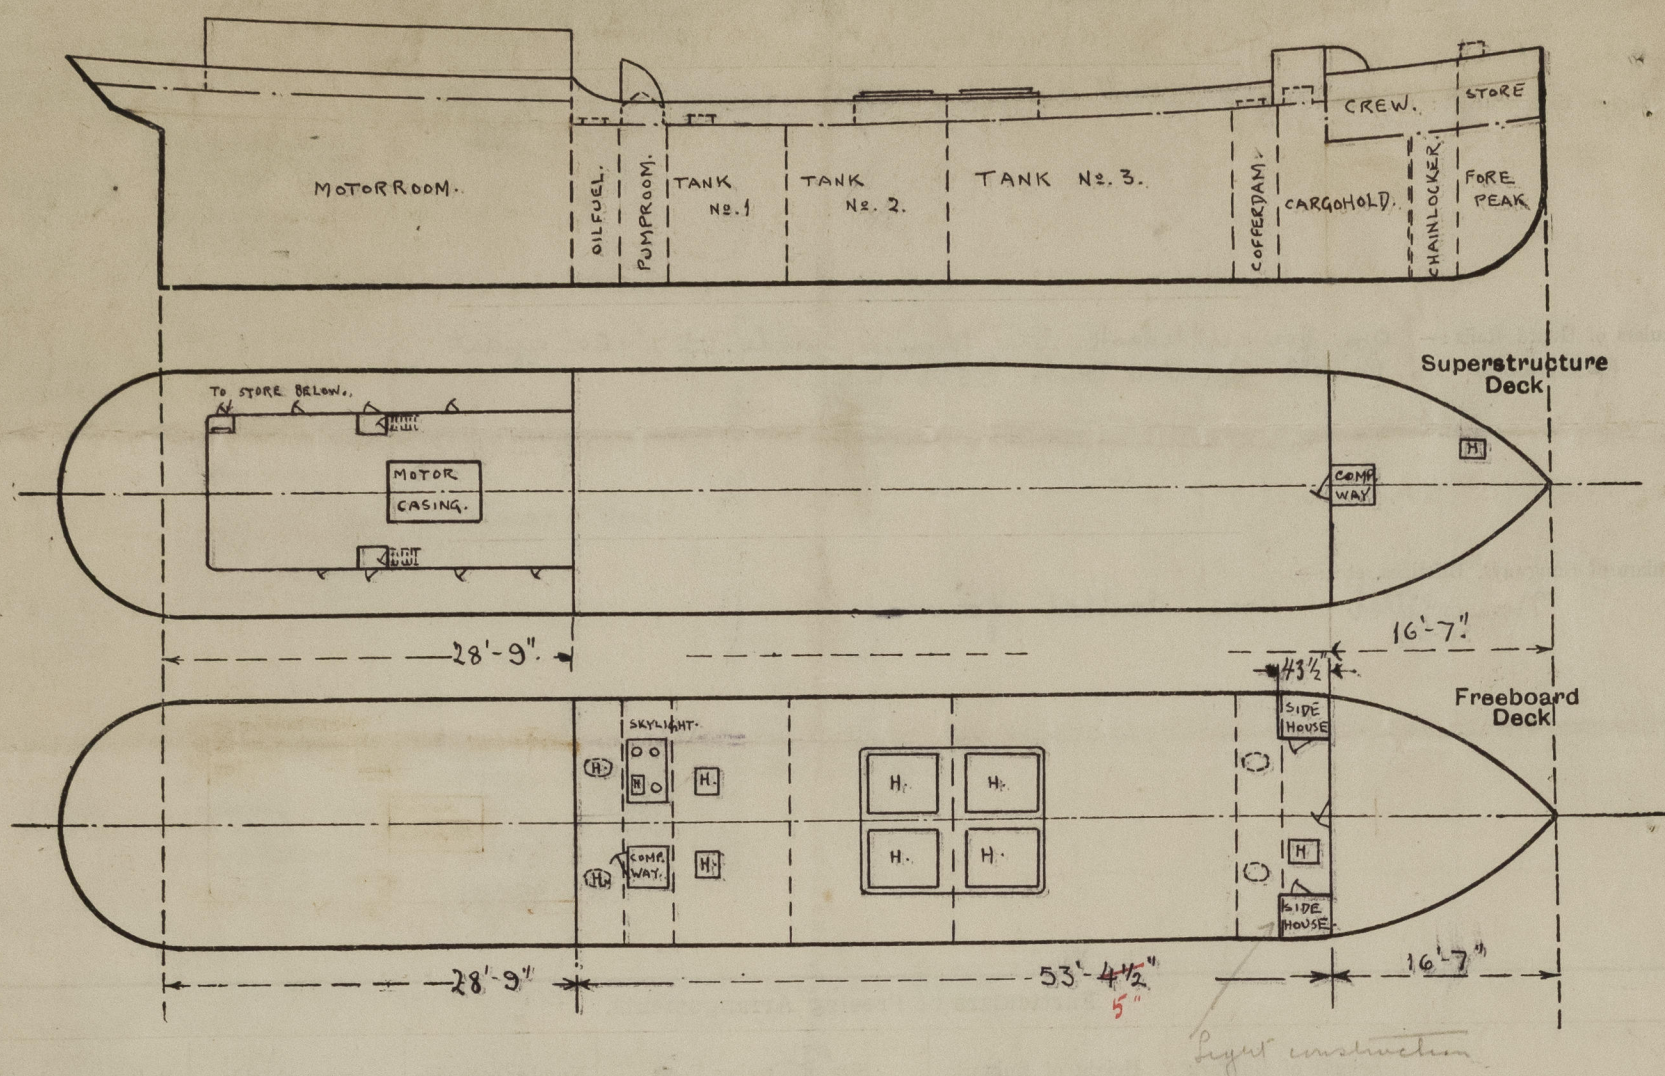 MOTORROOM.
OILFUEL.
PUMPROOM.
TANK
No. 1
TANK
No. 2.
TANK No. 3.
COFFERDAM.
CARGOHOLD.
CREW.
CHAINLOCKER.
STORE
FORE
PEAK
Superstructure
Deck
TO STORE BELOW.
MOTOR
CASING.
H
COMP.
WAY
28'-9".
16'-7".
43½"
Freeboard
Deck
SKYLIGHT.
H.
H
H.
H.
COMP.
WAY.
H.
H.
H.
H.
H.
SIDE
HOUSE
H
SIDE
HOUSE.
28'-9"
53'-4½"
5"
16'-7"
Light construction